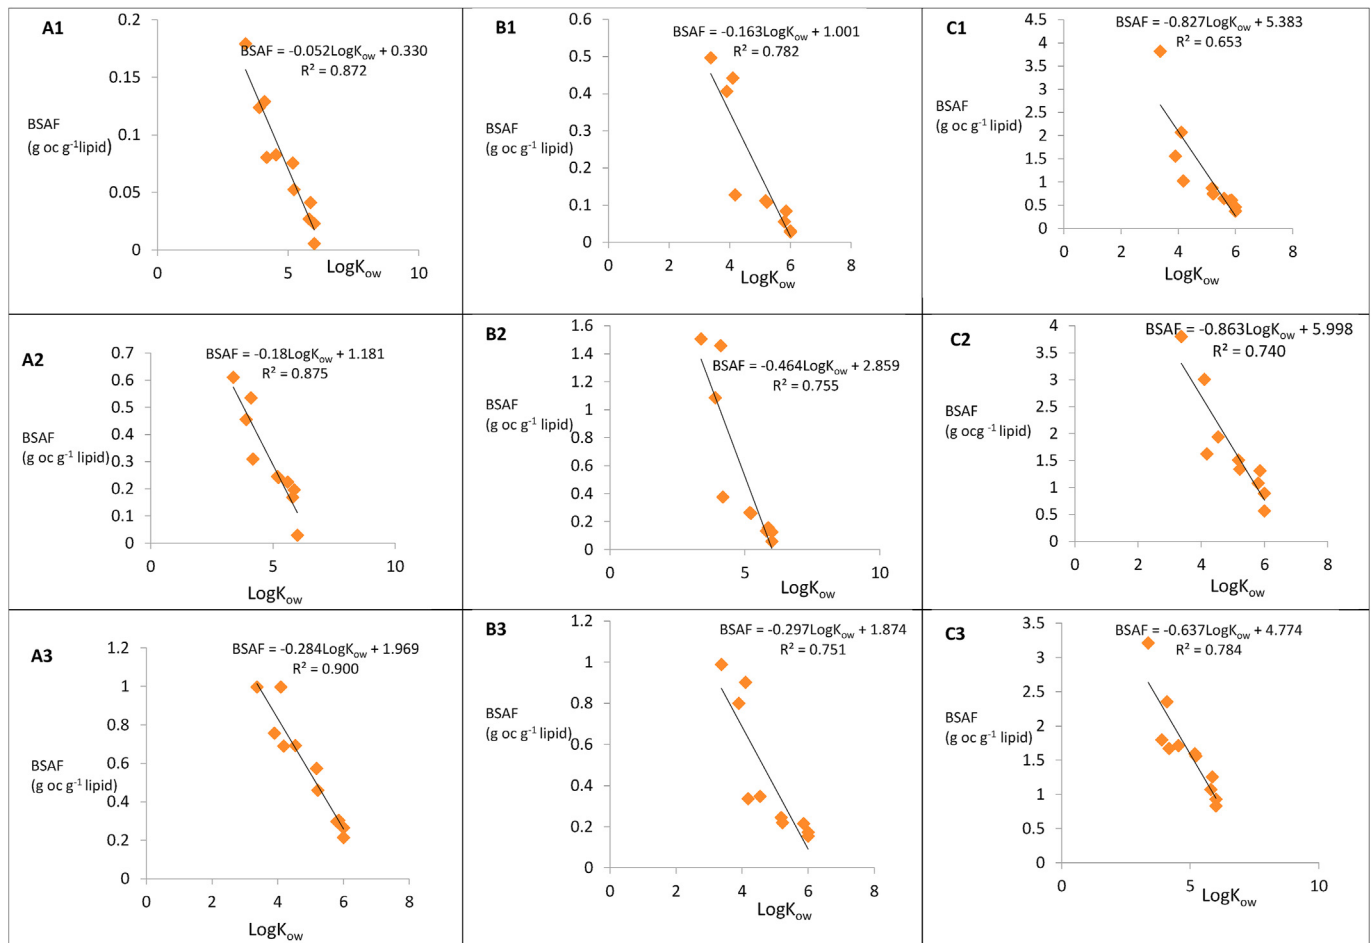 A1
BSAF = -0.052LogKow + 0.330
R² = 0.872
BSAF
(g oc g-1lipid)
0.2
0.15
0.1
0.05
0
0
5
10
LogKow
B1
BSAF = -0.163LogKow + 1.001
R² = 0.782
BSAF
(g oc g-1 lipid)
0.6
0.5
0.4
0.3
0.2
0.1
0
0
2
4
6
8
LogKow
C1
BSAF = -0.827LogKow + 5.383
R² = 0.653
BSAF
(g oc g-1 lipid)
4.5
4
3.5
3
2.5
2
1.5
1
0.5
0
0
2
4
6
8
LogKow
A2
BSAF = -0.18LogKow + 1.181
R² = 0.875
BSAF
(g oc g-1 lipid)
0.7
0.6
0.5
0.4
0.3
0.2
0.1
0
0
5
10
LogKow
B2
BSAF = -0.464LogKow + 2.859
R² = 0.755
BSAF
(g oc g-1 lipid)
1.6
1.4
1.2
1
0.8
0.6
0.4
0.2
0
0
5
10
LogKow
C2
BSAF = -0.863LogKow + 5.998
R² = 0.740
BSAF
(g ocg -1 lipid)
4
3.5
3
2.5
2
1.5
1
0.5
0
0
2
4
6
8
LogKow
A3
BSAF = -0.284LogKow + 1.969
R² = 0.900
BSAF
(g oc g-1 lipid)
1.2
1
0.8
0.6
0.4
0.2
0
0
2
4
6
8
LogKow
B3
BSAF = -0.297LogKow + 1.874
R² = 0.751
BSAF
(g oc g-1 lipid)
1.2
1
0.8
0.6
0.4
0.2
0
0
2
4
6
8
LogKow
C3
BSAF = -0.637LogKow + 4.774
R² = 0.784
BSAF
(g oc g-1 lipid)
3.5
3
2.5
2
1.5
1
0.5
0
0
5
10
LogKow